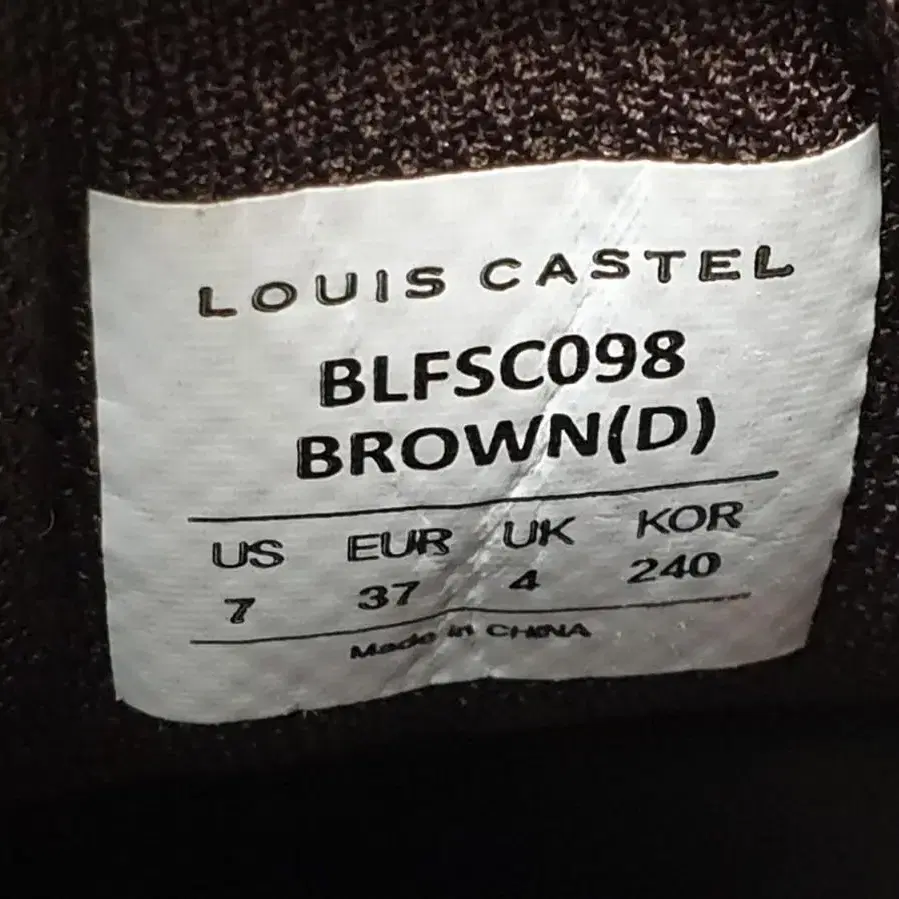 LOUIS CASTEL
BLFSC098
BROWN(D)
US EUR UK KOR
7 37 4 240
Made in CHINA